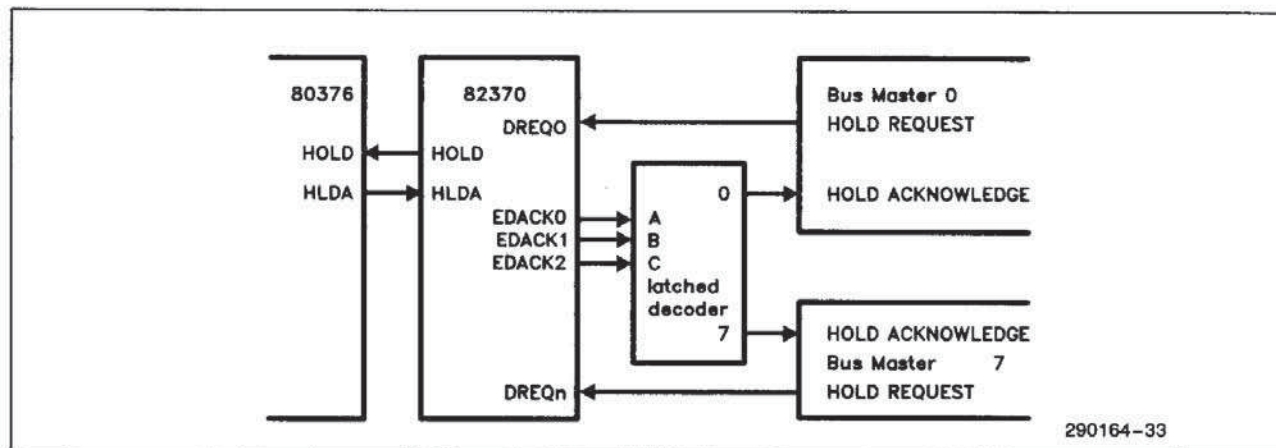 80376
HOLD
HLDA
82370
DREQ0
HOLD
HLDA
EDACK0
EDACK1
EDACK2
DREQn
0
A
B
C
latched
decoder
7
Bus Master 0
HOLD REQUEST
HOLD ACKNOWLEDGE
HOLD ACKNOWLEDGE
Bus Master 7
HOLD REQUEST
290164-33